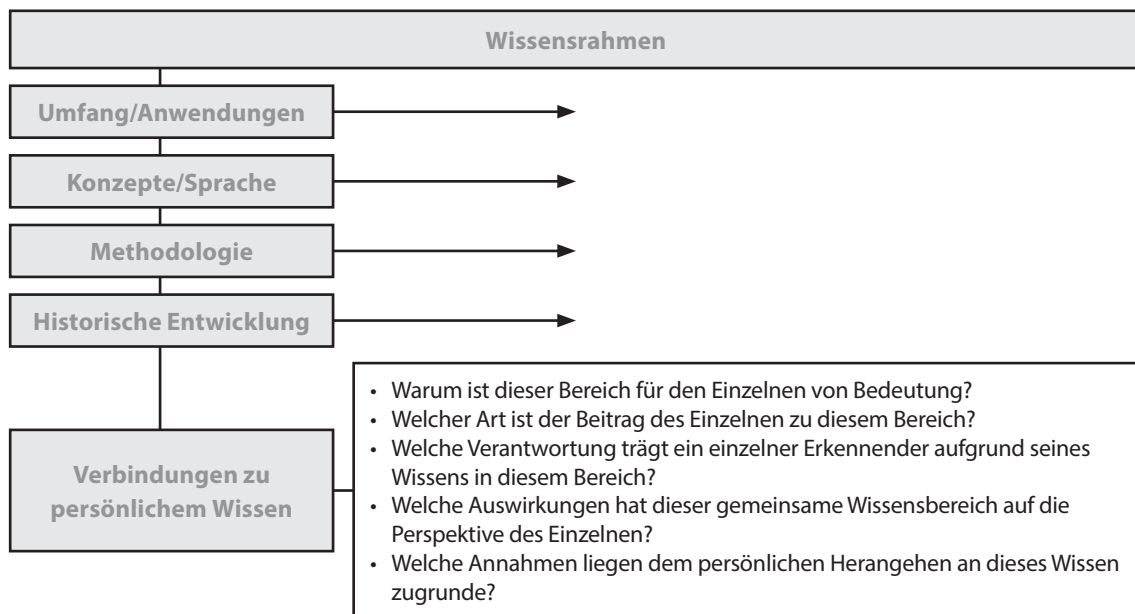 Wissensrahmen
Umfang/Anwendungen
Konzepte/Sprache
Methodologie
Historische Entwicklung
Verbindungen zu
persönlichem Wissen
• Warum ist dieser Bereich für den Einzelnen von Bedeutung?
• Welcher Art ist der Beitrag des Einzelnen zu diesem Bereich?
• Welche Verantwortung trägt ein einzelner Erkennender aufgrund seines
Wissens in diesem Bereich?
• Welche Auswirkungen hat dieser gemeinsame Wissensbereich auf die
Perspektive des Einzelnen?
• Welche Annahmen liegen dem persönlichen Herangehen an dieses Wissen
zugrunde?